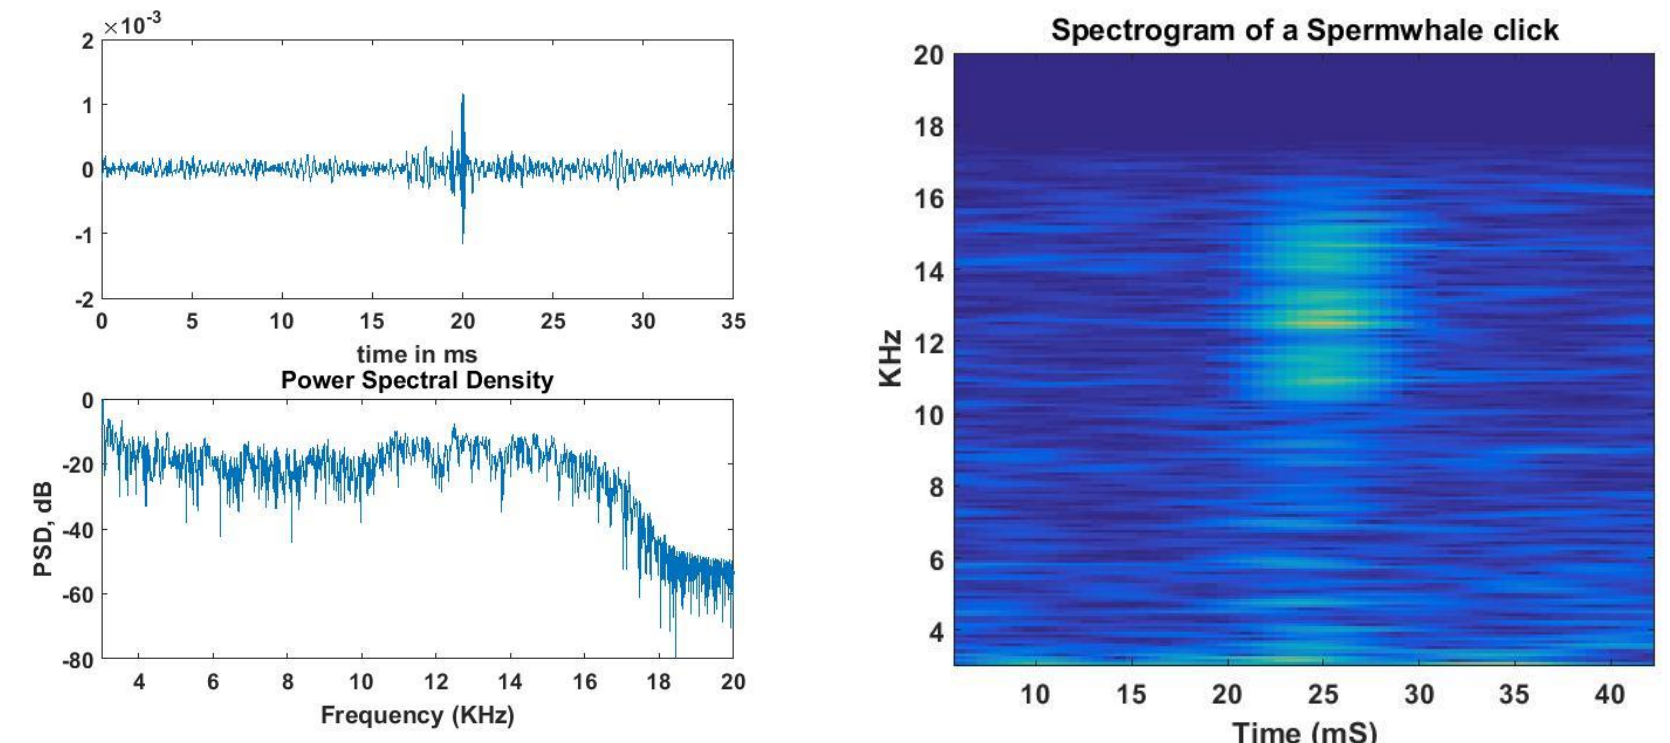 ×10-3
2
1
0
-1
-2
0 5 10 15 20 25 30 35
time in ms
Power Spectral Density
0
-20
-40
-60
-80
PSD, dB
4 6 8 10 12 14 16 18 20
Frequency (KHz)
Spectrogram of a Spermwhale click
20
18
16
14
12
10
8
6
4
KHz
10 15 20 25 30 35 40
Time (mS)